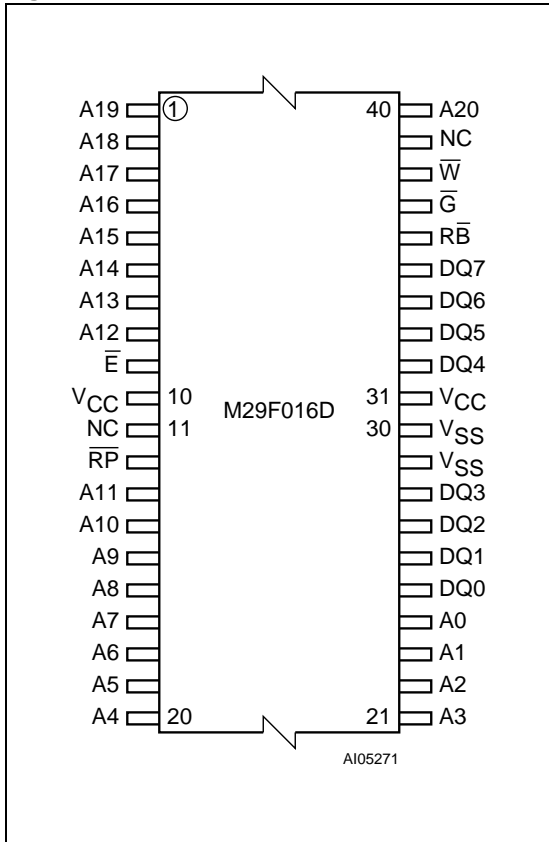 A19 ① 40 A20
A18 NC
A17 W̅
A16 G̅
A15 RB̅
A14 DQ7
A13 DQ6
A12 DQ5
E̅ DQ4
VCC 10 31 VCC
M29F016D
NC 11 30 VSS
R̅P̅ VSS
A11 DQ3
A10 DQ2
A9 DQ1
A8 DQ0
A7 A0
A6 A1
A5 A2
A4 20 21 A3
AI05271